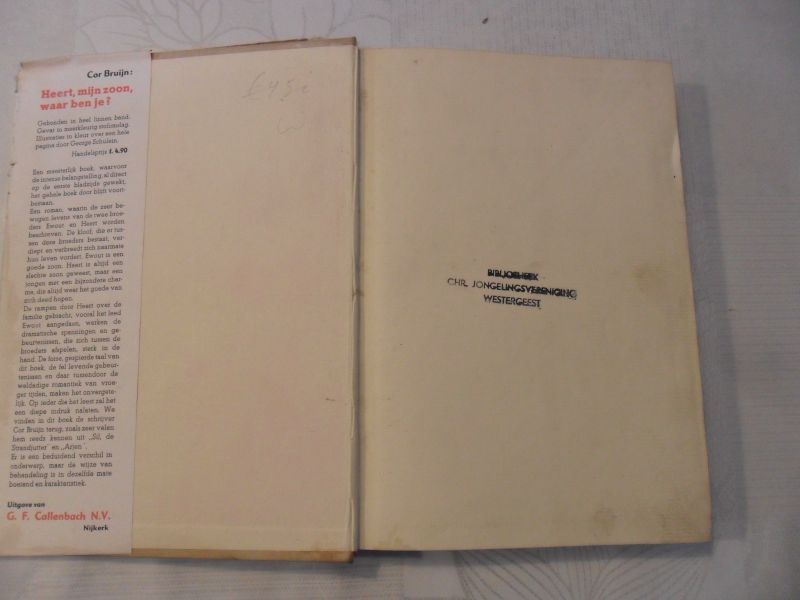 Cor Bruijn:
Heert, mijn zoon,
waar ben je?
Gebonden in heel linnen band.
Gevat in meerkleurig stofomslag.
Illustraties in kleur over een hele
pagina door George Schulein.
Handelsprijs f. 4.90
Een meesterlijk boek, waarvoor
de intense belangstelling, al direct
op de eerste bladzijde gewekt,
het gehele boek door blijft voort-
bestaan.
Een roman, waarin de zeer be-
wogen levens van de twee broe-
ders Ewout en Heert worden
beschreven. De kloof, die er tus-
sen deze broeders bestaat, ver-
diept en verbreedt zich naarmate
hun leven vordert. Ewout is een
goede zoon. Heert is altijd een
slechte zoon geweest, maar een
jongen met een bijzondere char-
me, die altijd weer het goede van
zich deed hopen.
De rampen door Heert over de
familie gebracht, vooral het leed
Ewout aangedaan, werken de
dramatische spanningen en ge-
beurtenissen, die zich tussen de
broeders afspelen, sterk in de
hand. De forse, gespierde taal van
dit boek, de fel levende gebeur-
tenissen en daar tussendoor de
weldadige romantiek van vroe-
ger tijden, maken het onvergete-
lijk. Op ieder die het leest zal het
een diepe indruk nalaten. We
vinden in dit boek de schrijver
Cor Bruijn terug, zoals zeer velen
hem reeds kennen uit „Sil, de
Strandjutter" en „Arjen".
Er is een beduidend verschil in
onderwerp, maar de wijze van
behandeling is in dezelfde mate
boeiend en karakteristiek.
Uitgave van
G. F. Callenbach N.V.
Nijkerk
BIBLIOTHEEK
CHR. JONGELINGSVERENIGING
WESTERGEEST